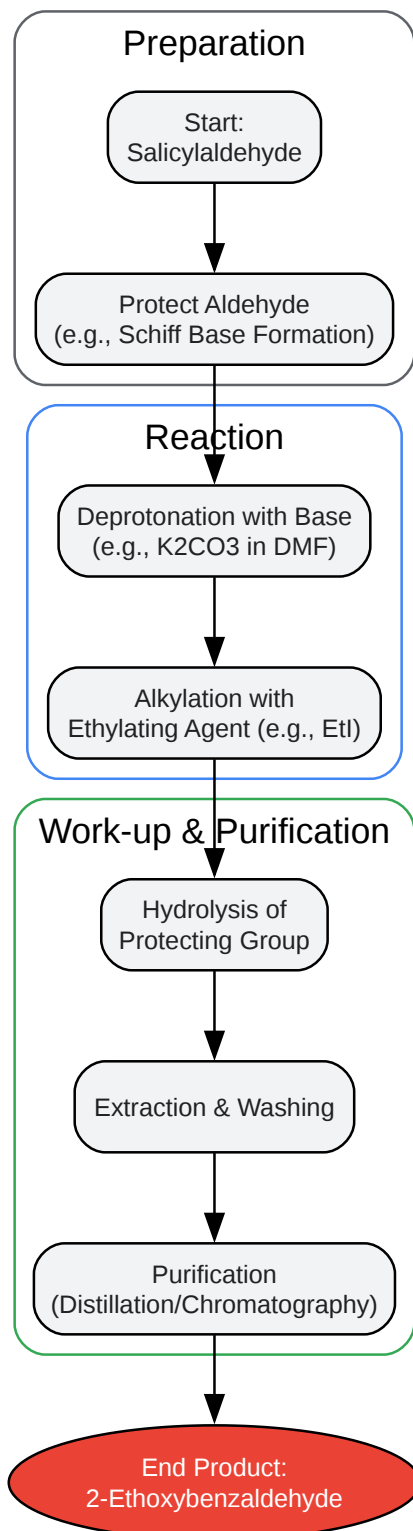 Preparation
Start:
Salicylaldehyde
Protect Aldehyde
(e.g., Schiff Base Formation)
Reaction
Deprotonation with Base
(e.g., K2CO3 in DMF)
Alkylation with
Ethylating Agent (e.g., EtI)
Work-up & Purification
Hydrolysis of
Protecting Group
Extraction & Washing
Purification
(Distillation/Chromatography)
End Product:
2-Ethoxybenzaldehyde